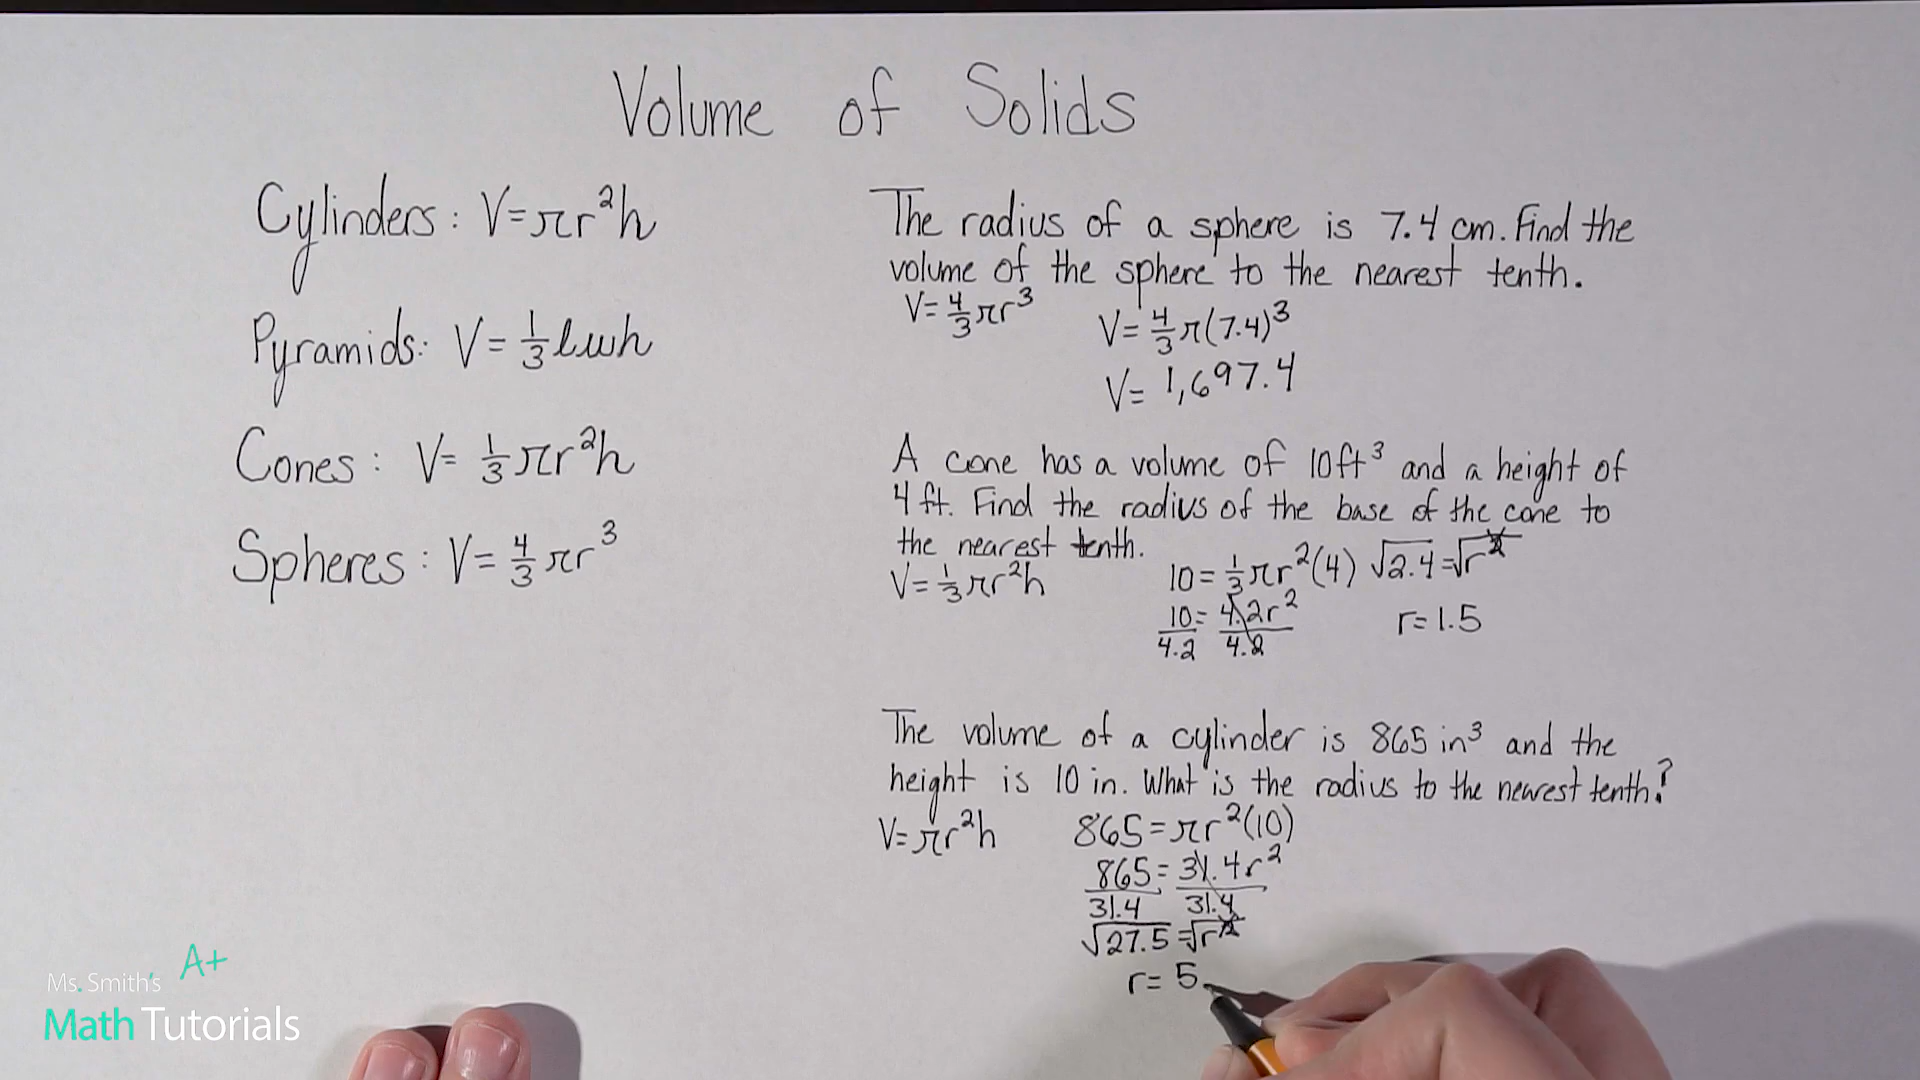 Volume of Solids
Cylinders: V=πr²h
Pyramids: V=1/3lwh
Cones: V=1/3πr²h
Spheres: V=4/3πr³
The radius of a sphere is 7.4 cm. Find the
volume of the sphere to the nearest tenth.
V=4/3πr³
V=4/3π(7.4)³
V=1,697.4
A cone has a volume of 10ft³ and a height of
4 ft. Find the radius of the base of the cone to
the nearest tenth.
V=1/3πr²h
10=1/3πr²(4)
10/4.2=4.2r²/4.2
√2.4=√r²
r=1.5
The volume of a cylinder is 865 in³ and the
height is 10 in. What is the radius to the nearest tenth?
V=πr²h
865=πr²(10)
865/31.4=31.4r²/31.4
√27.5=√r²
r=5.
Ms. Smith's A+
Math Tutorials